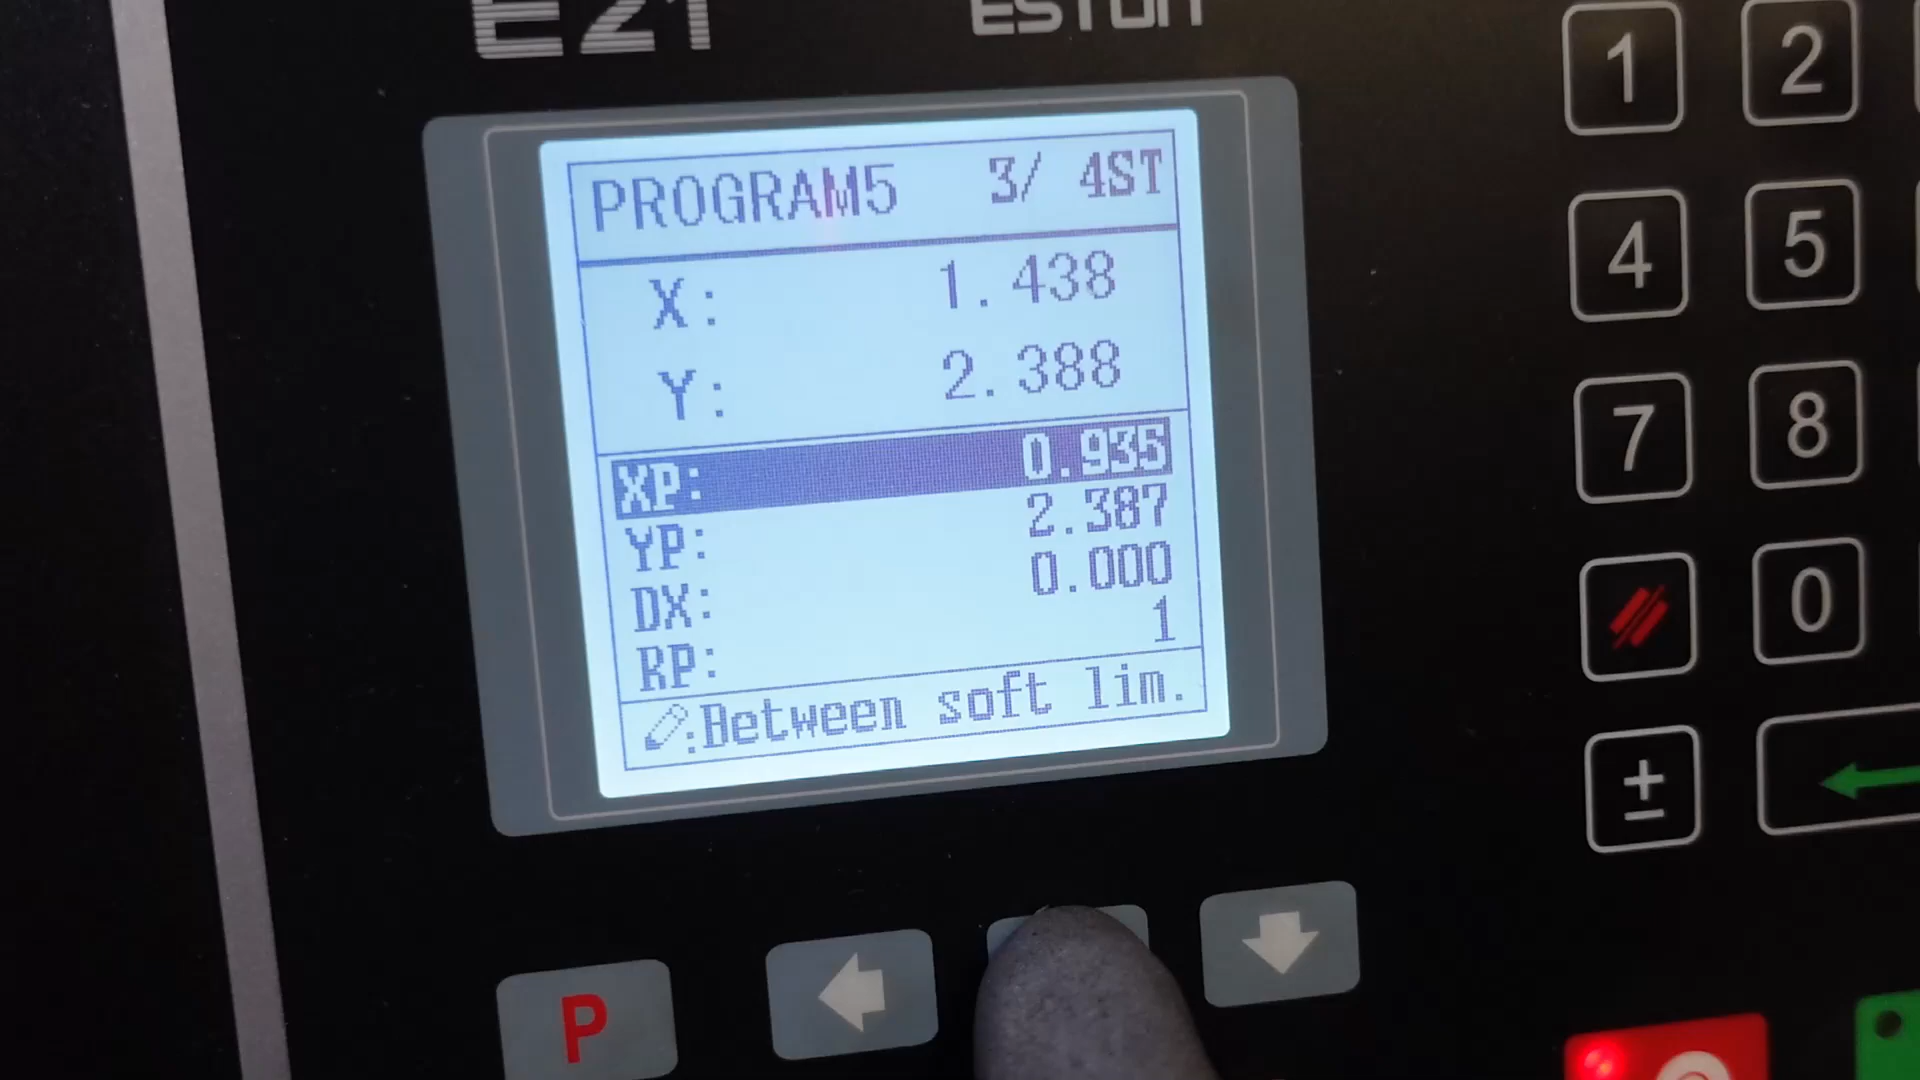 E21 ESTUN
PROGRAM5 3/ 4ST
X: 1.438
Y: 2.388
XP: 0.935
YP: 2.387
DX: 0.000
RP: 1
:Between soft lim.
1 2
4 5
7 8
0
±
P